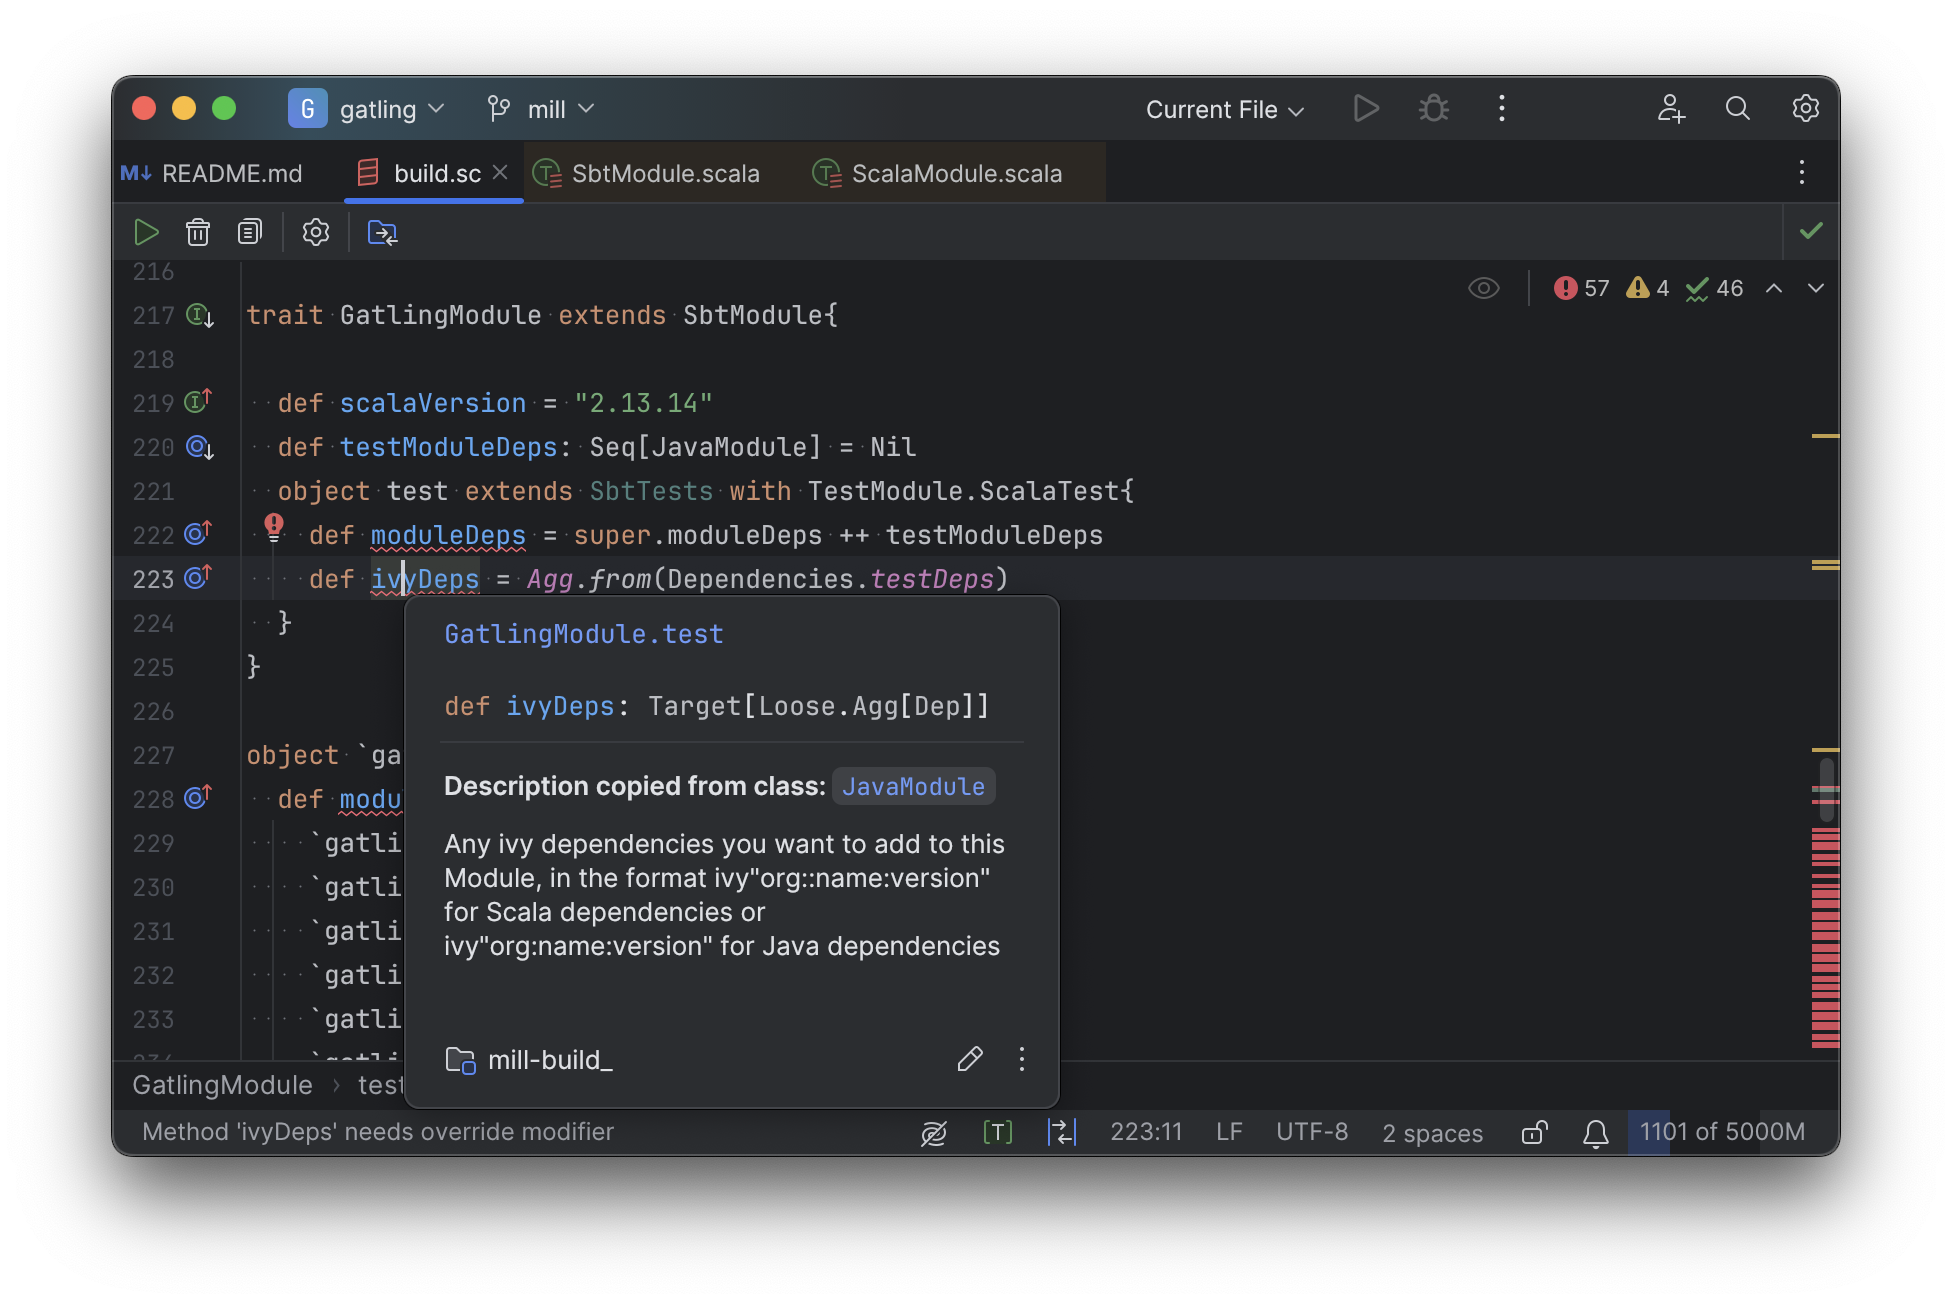 G gatling mill Current File
README.md build.sc SbtModule.scala ScalaModule.scala
216
57 4 46
217 trait GatlingModule extends SbtModule{
218
219 def scalaVersion = "2.13.14"
220 def testModuleDeps: Seq[JavaModule] = Nil
221 object test extends SbtTests with TestModule.ScalaTest{
222 def moduleDeps = super.moduleDeps ++ testModuleDeps
223 def ivyDeps = Agg.from(Dependencies.testDeps)
224 }
225 }
226
227 object `ga
228 def modu
229 `gatli
230 `gatli
231 `gatli
232 `gatli
233 `gatli
234 `gatli
GatlingModule.test
def ivyDeps: Target[Loose.Agg[Dep]]
Description copied from class: JavaModule
Any ivy dependencies you want to add to this
Module, in the format ivy"org::name:version"
for Scala dependencies or
ivy"org:name:version" for Java dependencies
mill-build_
GatlingModule › test
Method 'ivyDeps' needs override modifier [T] 223:11 LF UTF-8 2 spaces 1101 of 5000M